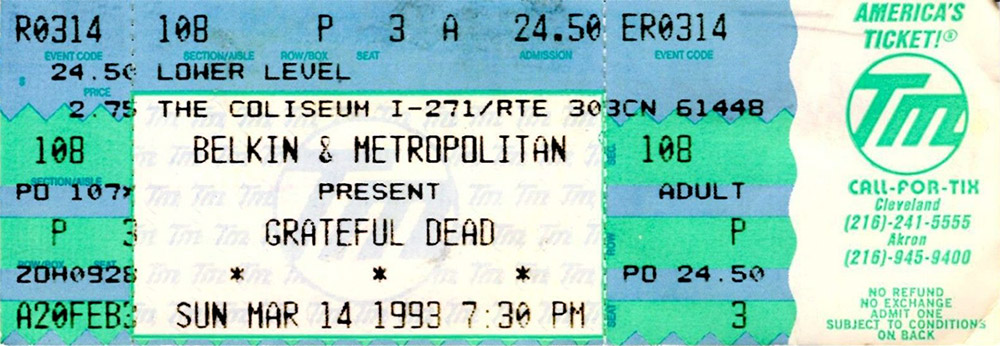 R0314 108 P 3 A 24.50 ER0314
EVENT CODE SECTION/AISLE ROW/BOX SEAT ADMISSION EVENT CODE
$ 24.50 LOWER LEVEL
PRICE
2.75 THE COLISEUM I-271/RTE 303CN 61448
108 BELKIN & METROPOLITAN 108
SECTION/AISLE
PO 107* PRESENT ADULT
P 3 GRATEFUL DEAD P
ROW/BOX SEAT
ZOH0928 * * * PO 24.50
A20FEB3 SUN MAR 14 1993 7:30 PM 3
SEAT
AMERICA'S
TICKET!®
Tm
CALL-FOR-TIX
Cleveland
(216)-241-5555
Akron
(216)-945-9400
NO REFUND
NO EXCHANGE
ADMIT ONE
SUBJECT TO CONDITIONS
ON BACK